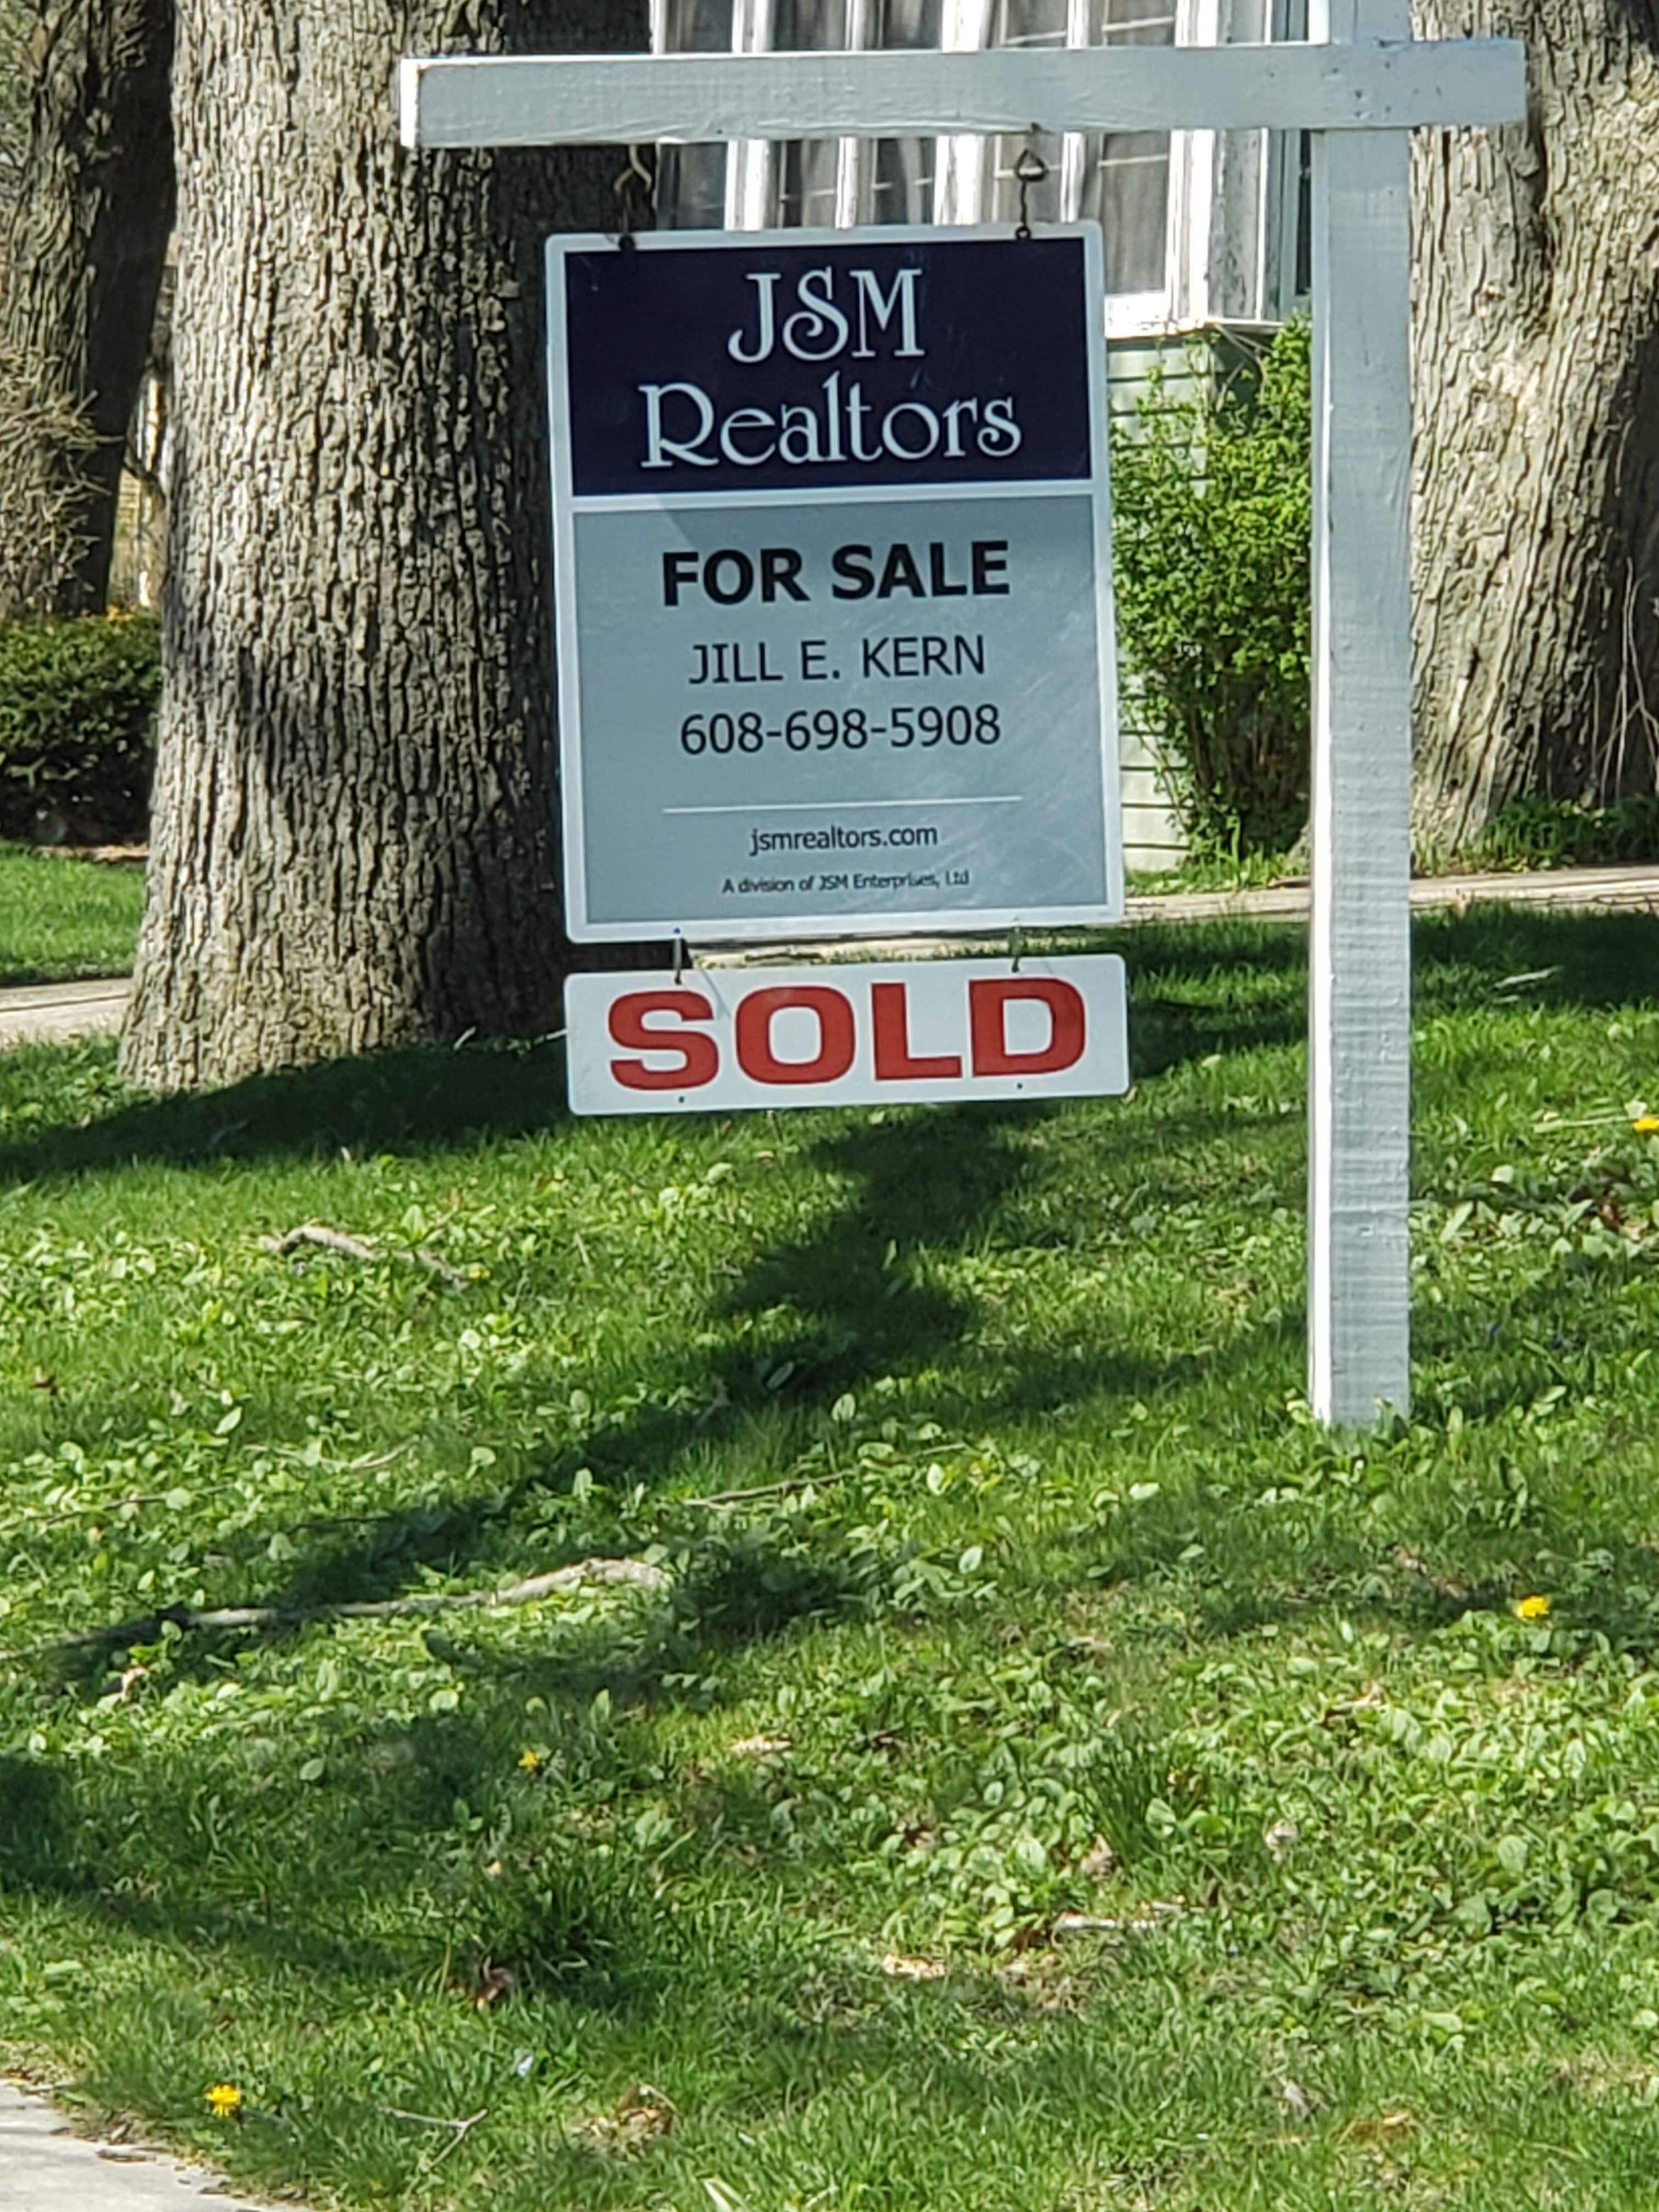 JSM
Realtors
FOR SALE
JILL E. KERN
608-698-5908
jsmrealtors.com
A division of JSM Enterprises, Ltd
SOLD